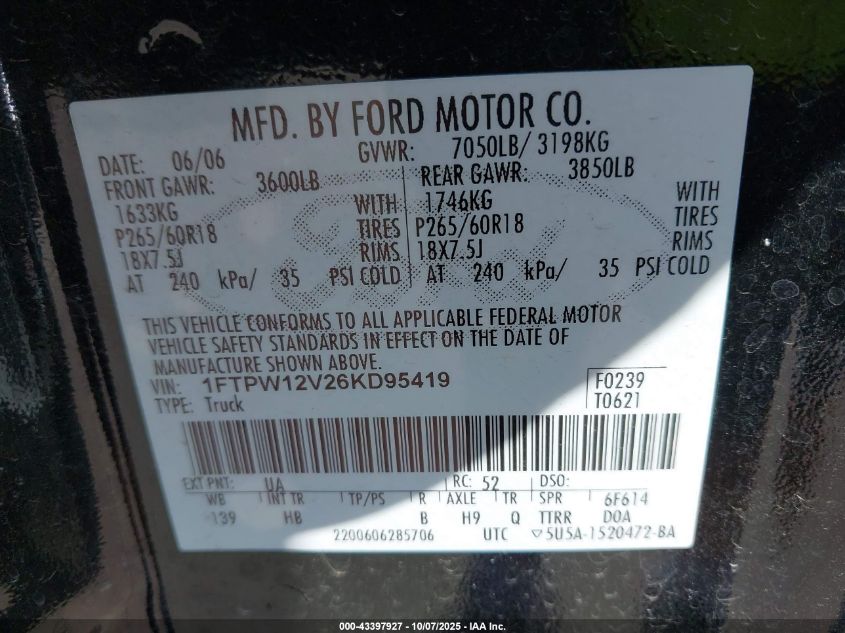 MFD. BY FORD MOTOR CO.
DATE: 06/06 GVWR: 7050LB/ 3198KG
FRONT GAWR: 3600LB REAR GAWR: 3850LB
1633KG WITH 1746KG WITH
P265/60R18 TIRES P265/60R18 TIRES
18X7.5J RIMS 18X7.5J RIMS
AT 240 kPa/ 35 PSI COLD AT 240 kPa/ 35 PSI COLD
THIS VEHICLE CONFORMS TO ALL APPLICABLE FEDERAL MOTOR
VEHICLE SAFETY STANDARDS IN EFFECT ON THE DATE OF
MANUFACTURE SHOWN ABOVE.
VIN: 1FTPW12V26KD95419 F0239
TYPE: Truck T0621
EXT PNT: UA RC: 52 DSO:
WB INT TR TP/PS R AXLE TR SPR 6F614
139 HB B H9 Q TTRR DOA
2200606285706 UTC ▽5U5A-1520472-BA
000-43397927 - 10/07/2025 - IAA Inc.